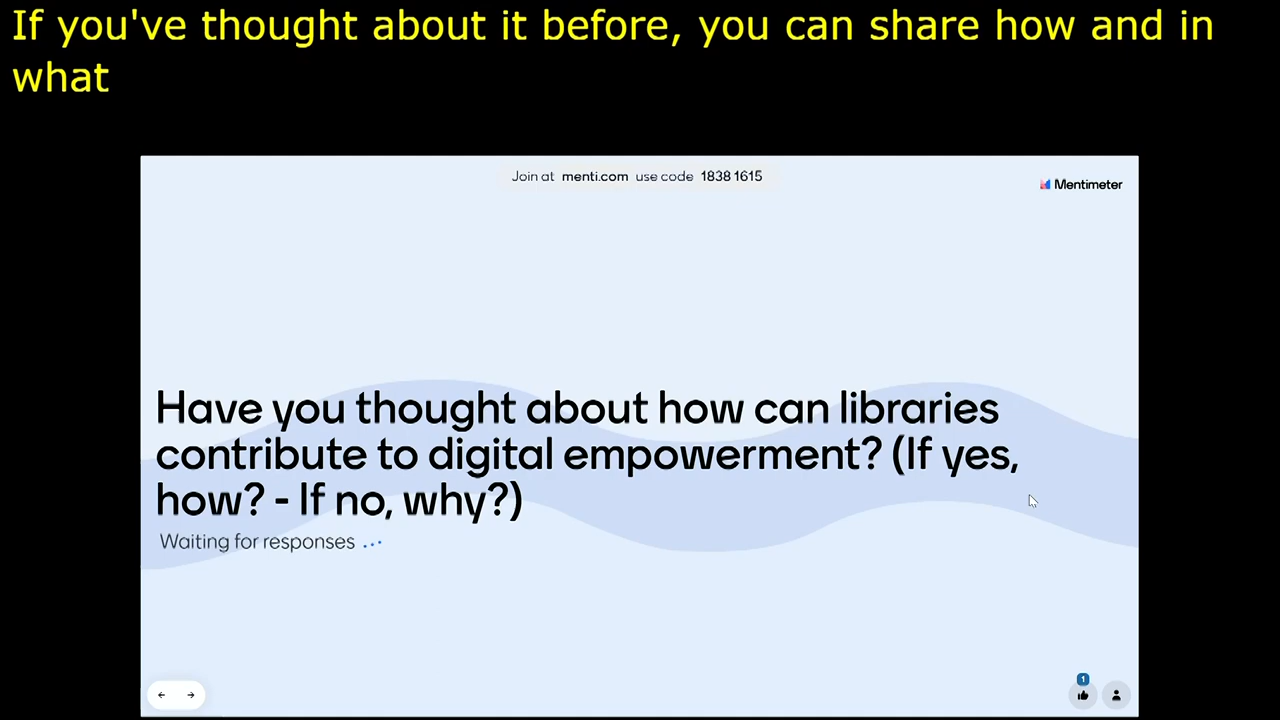 If you've thought about it before, you can share how and in
what
Join at menti.com use code 1838 1615
Mentimeter
Have you thought about how can libraries
contribute to digital empowerment? (If yes,
how? - If no, why?)
Waiting for responses ...
1